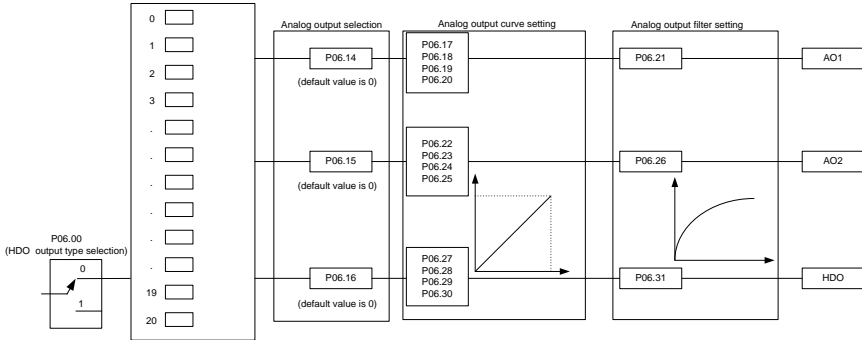 Analog output selection
Analog output curve setting
Analog output filter setting
0
1
2
3
.
.
.
.
.
.
19
20
P06.14
(default value is 0)
P06.17
P06.18
P06.19
P06.20
P06.21
AO1
P06.15
(default value is 0)
P06.22
P06.23
P06.24
P06.25
P06.26
AO2
P06.00
(HDO output type selection)
0
1
P06.16
(default value is 0)
P06.27
P06.28
P06.29
P06.30
P06.31
HDO